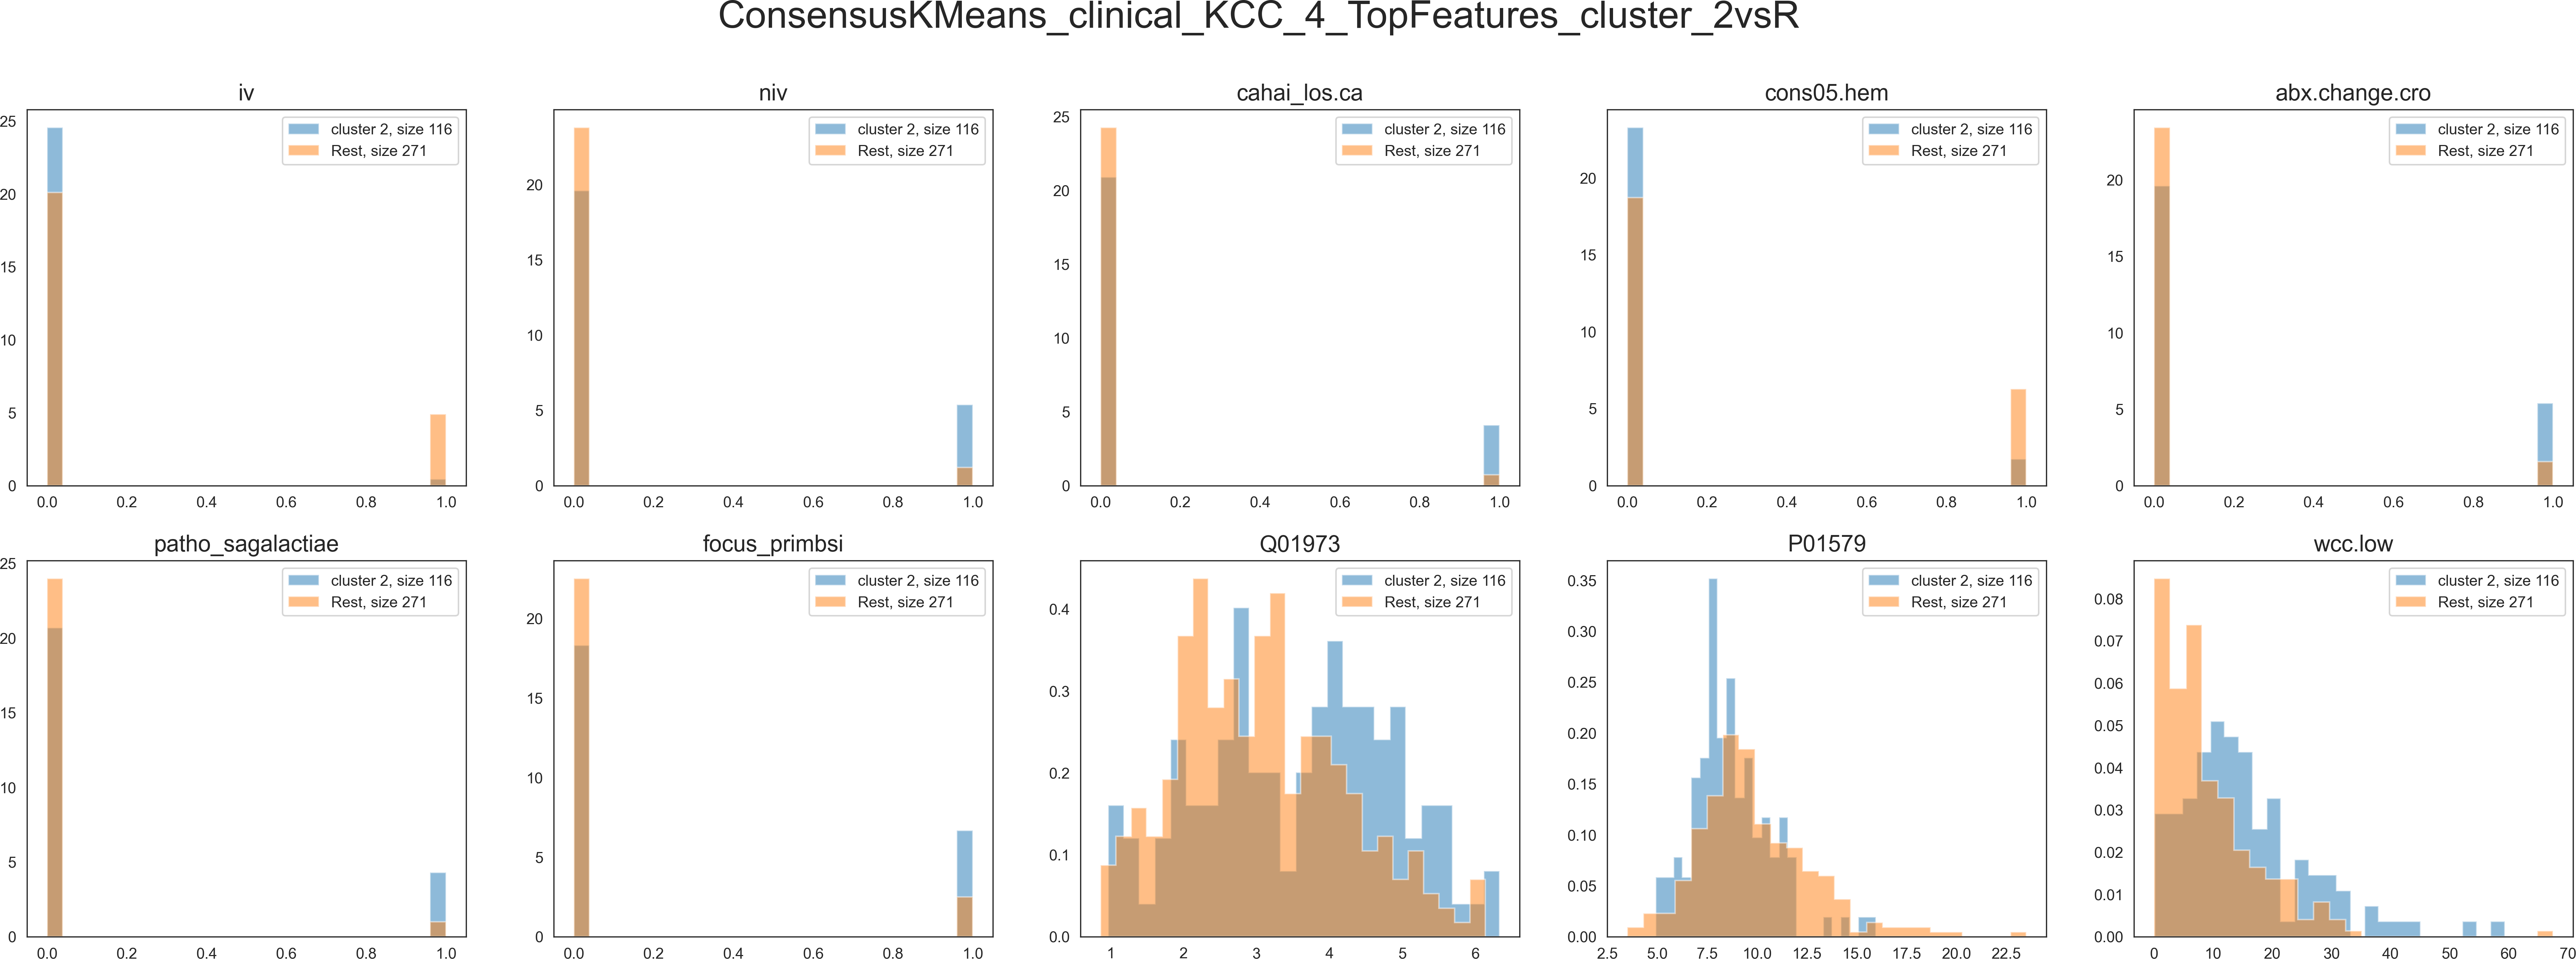 ConsensusKMeans_clinical_KCC_4_TopFeatures_cluster_2vsR
iv
niv
cahai_los.ca
cons05.hem
abx.change.cro
cluster 2, size 116
Rest, size 271
25
20
15
10
5
0
0.0 0.2 0.4 0.6 0.8 1.0
cluster 2, size 116
Rest, size 271
20
15
10
5
0
0.0 0.2 0.4 0.6 0.8 1.0
cluster 2, size 116
Rest, size 271
25
20
15
10
5
0
0.0 0.2 0.4 0.6 0.8 1.0
cluster 2, size 116
Rest, size 271
20
15
10
5
0
0.0 0.2 0.4 0.6 0.8 1.0
cluster 2, size 116
Rest, size 271
20
15
10
5
0
0.0 0.2 0.4 0.6 0.8 1.0
patho_sagalactiae
focus_primbsi
Q01973
P01579
wcc.low
cluster 2, size 116
Rest, size 271
25
20
15
10
5
0
0.0 0.2 0.4 0.6 0.8 1.0
cluster 2, size 116
Rest, size 271
20
15
10
5
0
0.0 0.2 0.4 0.6 0.8 1.0
cluster 2, size 116
Rest, size 271
0.4
0.3
0.2
0.1
0.0
1 2 3 4 5 6
cluster 2, size 116
Rest, size 271
0.35
0.30
0.25
0.20
0.15
0.10
0.05
0.00
2.5 5.0 7.5 10.0 12.5 15.0 17.5 20.0 22.5
cluster 2, size 116
Rest, size 271
0.08
0.07
0.06
0.05
0.04
0.03
0.02
0.01
0.00
0 10 20 30 40 50 60 70